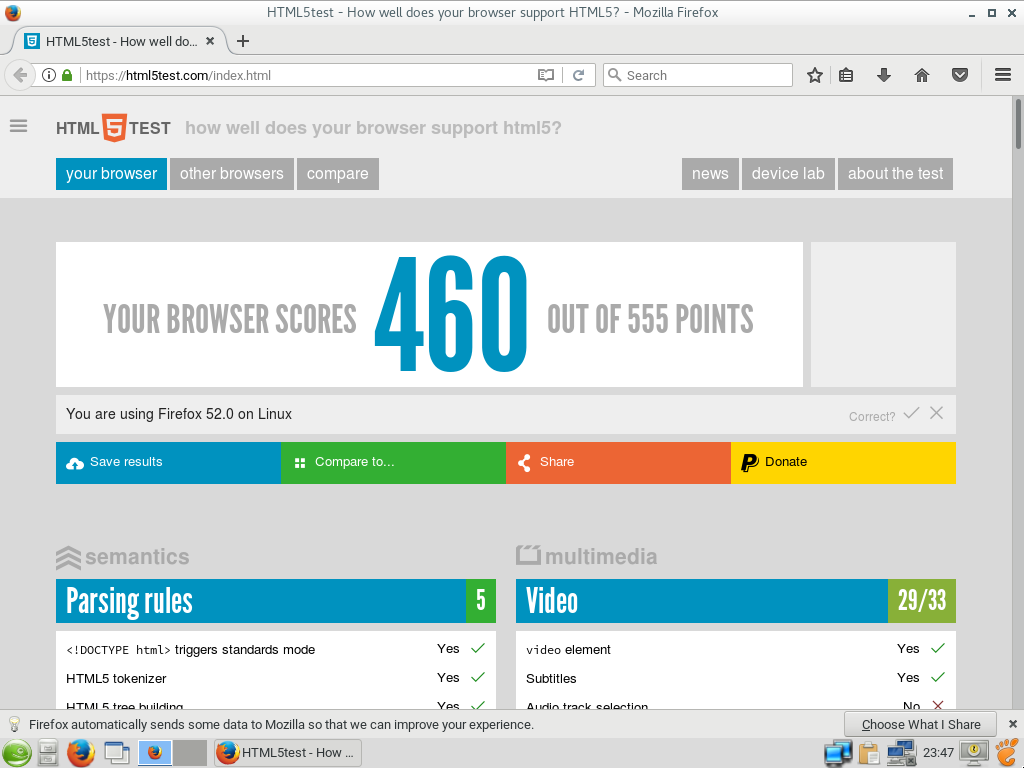 HTML5test - How well does your browser support HTML5? - Mozilla Firefox
HTML5test - How well do...
https://html5test.com/index.html
Search
HTML 5 TEST how well does your browser support html5?
your browser other browsers compare news device lab about the test
YOUR BROWSER SCORES 460 OUT OF 555 POINTS
You are using Firefox 52.0 on Linux Correct?
Save results Compare to... Share Donate
semantics
Parsing rules 5
<!DOCTYPE html> triggers standards mode Yes
HTML5 tokenizer Yes
HTML5 tree building Yes
multimedia
Video 29/33
video element Yes
Subtitles Yes
Audio track selection No
Firefox automatically sends some data to Mozilla so that we can improve your experience. Choose What I Share
HTML5test - How ... 23:47